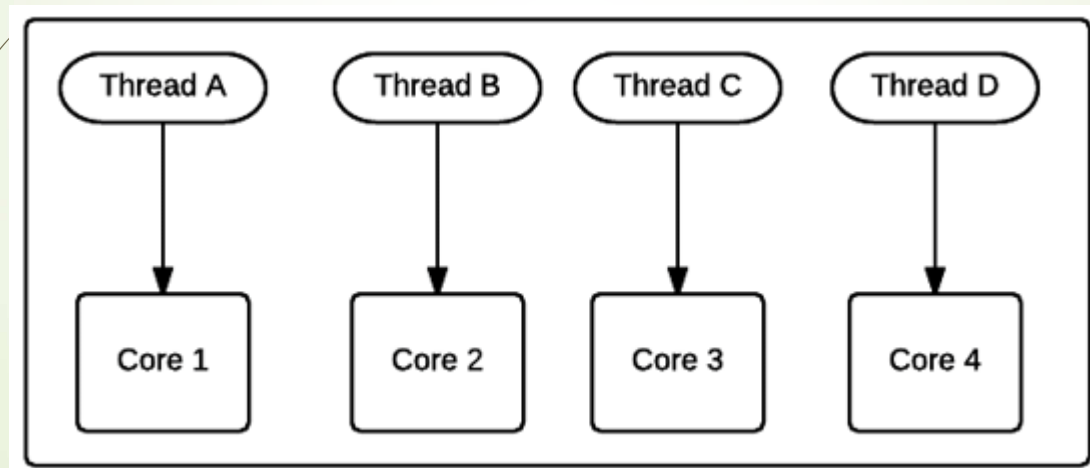 Thread A
Thread B
Thread C
Thread D
Core 1
Core 2
Core 3
Core 4